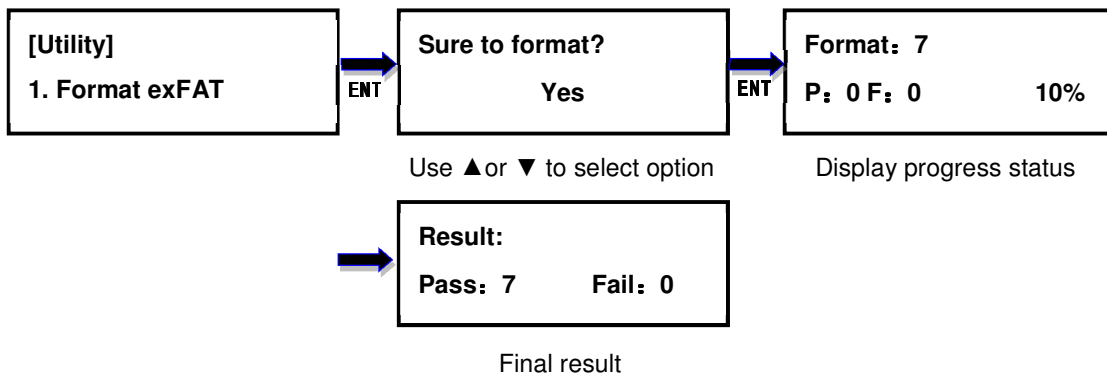 [Utility]
1. Format exFAT
ENT
Sure to format?
Yes
ENT
Format：7
P：0 F：0 10%
Use ▲or ▼ to select option
Display progress status
Result:
Pass：7 Fail：0
Final result